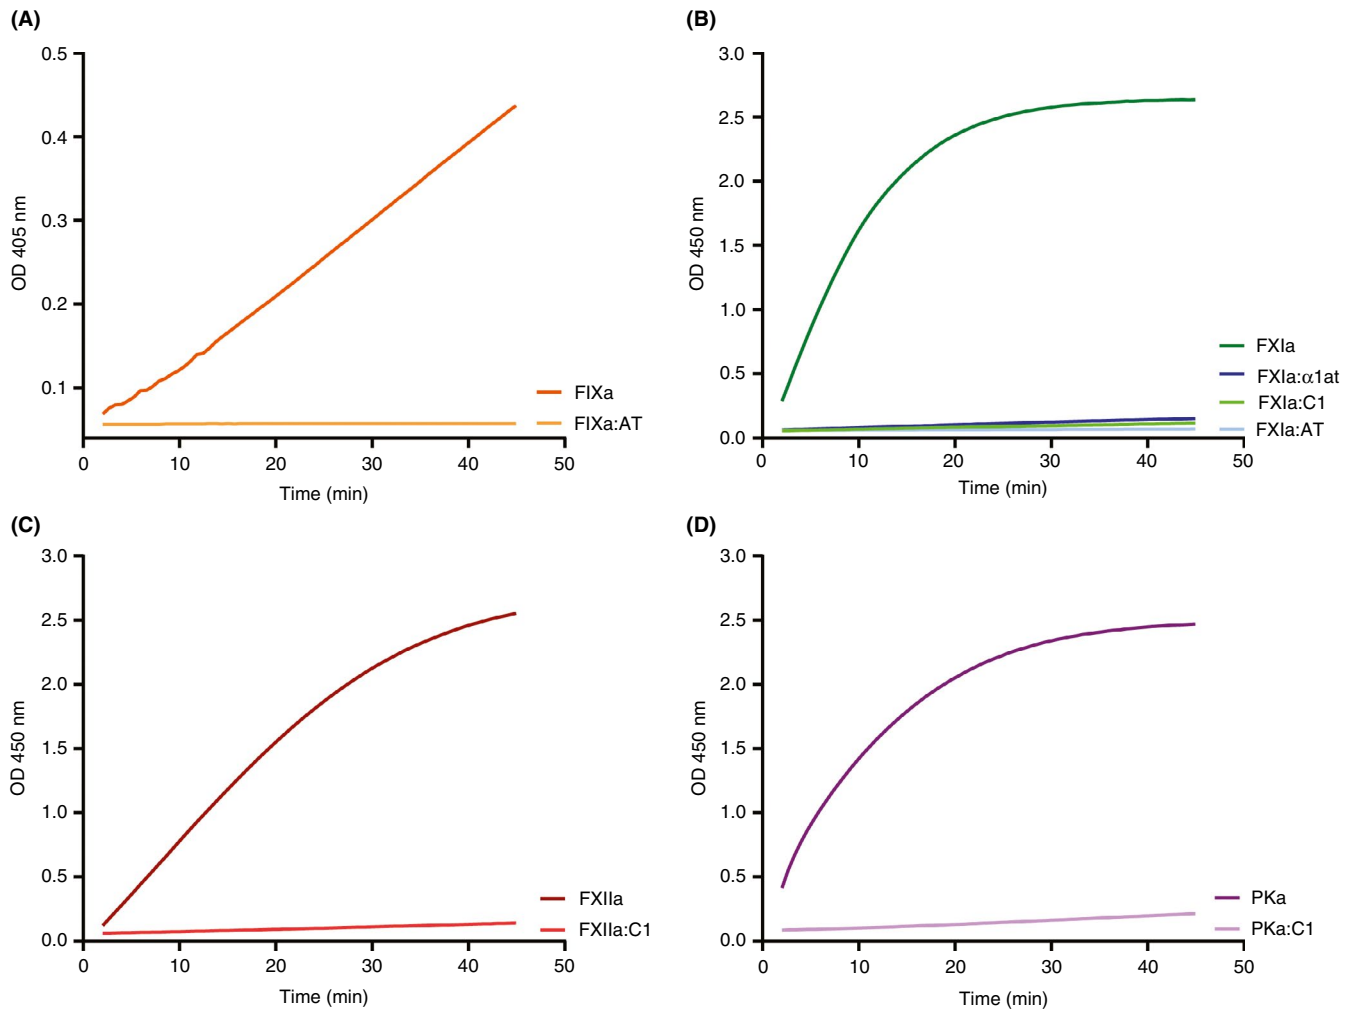 (A)
0.5
0.4
0.3
0.2
0.1
OD 405 nm
0 10 20 30 40 50
Time (min)
FIXa
FIXa:AT
(B)
3.0
2.5
2.0
1.5
1.0
0.5
0.0
OD 450 nm
0 10 20 30 40 50
Time (min)
FXIa
FXIa:α1at
FXIa:C1
FXIa:AT
(C)
3.0
2.5
2.0
1.5
1.0
0.5
0.0
OD 450 nm
0 10 20 30 40 50
Time (min)
FXIIa
FXIIa:C1
(D)
3.0
2.5
2.0
1.5
1.0
0.5
0.0
OD 450 nm
0 10 20 30 40 50
Time (min)
PKa
PKa:C1